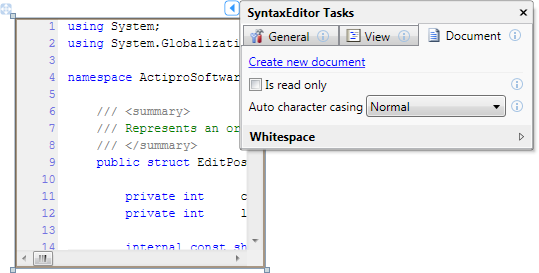 1 using System;
2 using System.Globalizati
3
4 namespace ActiproSoftwar
5
6 /// <summary>
7 /// Represents an or
8 /// </summary>
9 public struct EditPos
10
11 private int c
12 private int l
13
14 internal const sh
SyntaxEditor Tasks
General View Document
Create new document
Is read only
Auto character casing Normal
Whitespace